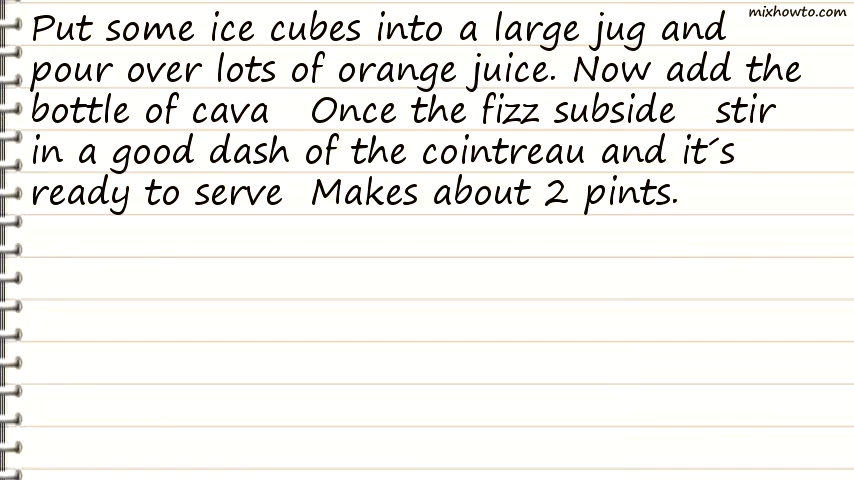 mixhowto.com
Put some ice cubes into a large jug and
pour over lots of orange juice. Now add the
bottle of cava   Once the fizz subside   stir
in a good dash of the cointreau and it´s
ready to serve  Makes about 2 pints.